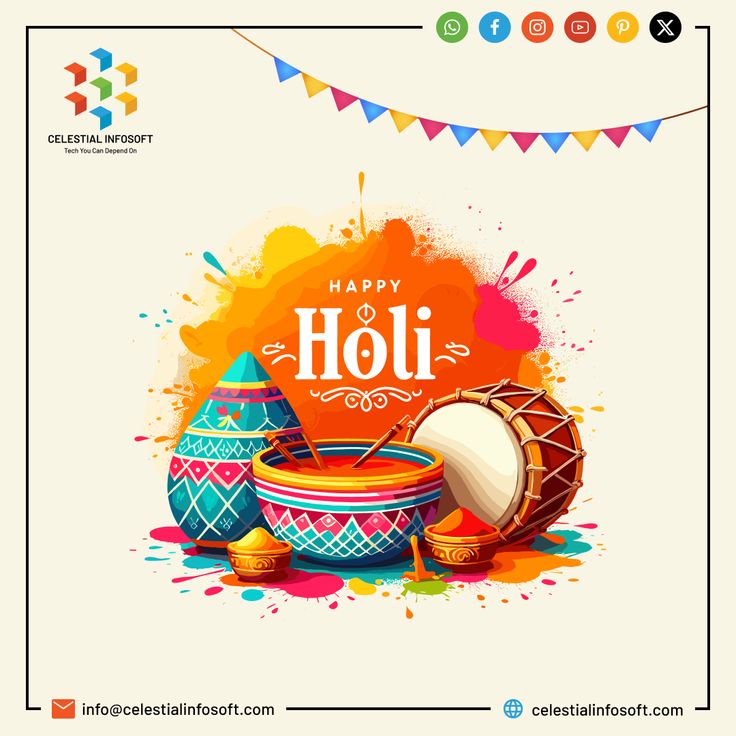 CELESTIAL INFOSOFT
Tech You Can Depend On
HAPPY
Holi
info@celestialinfosoft.com
celestialinfosoft.com